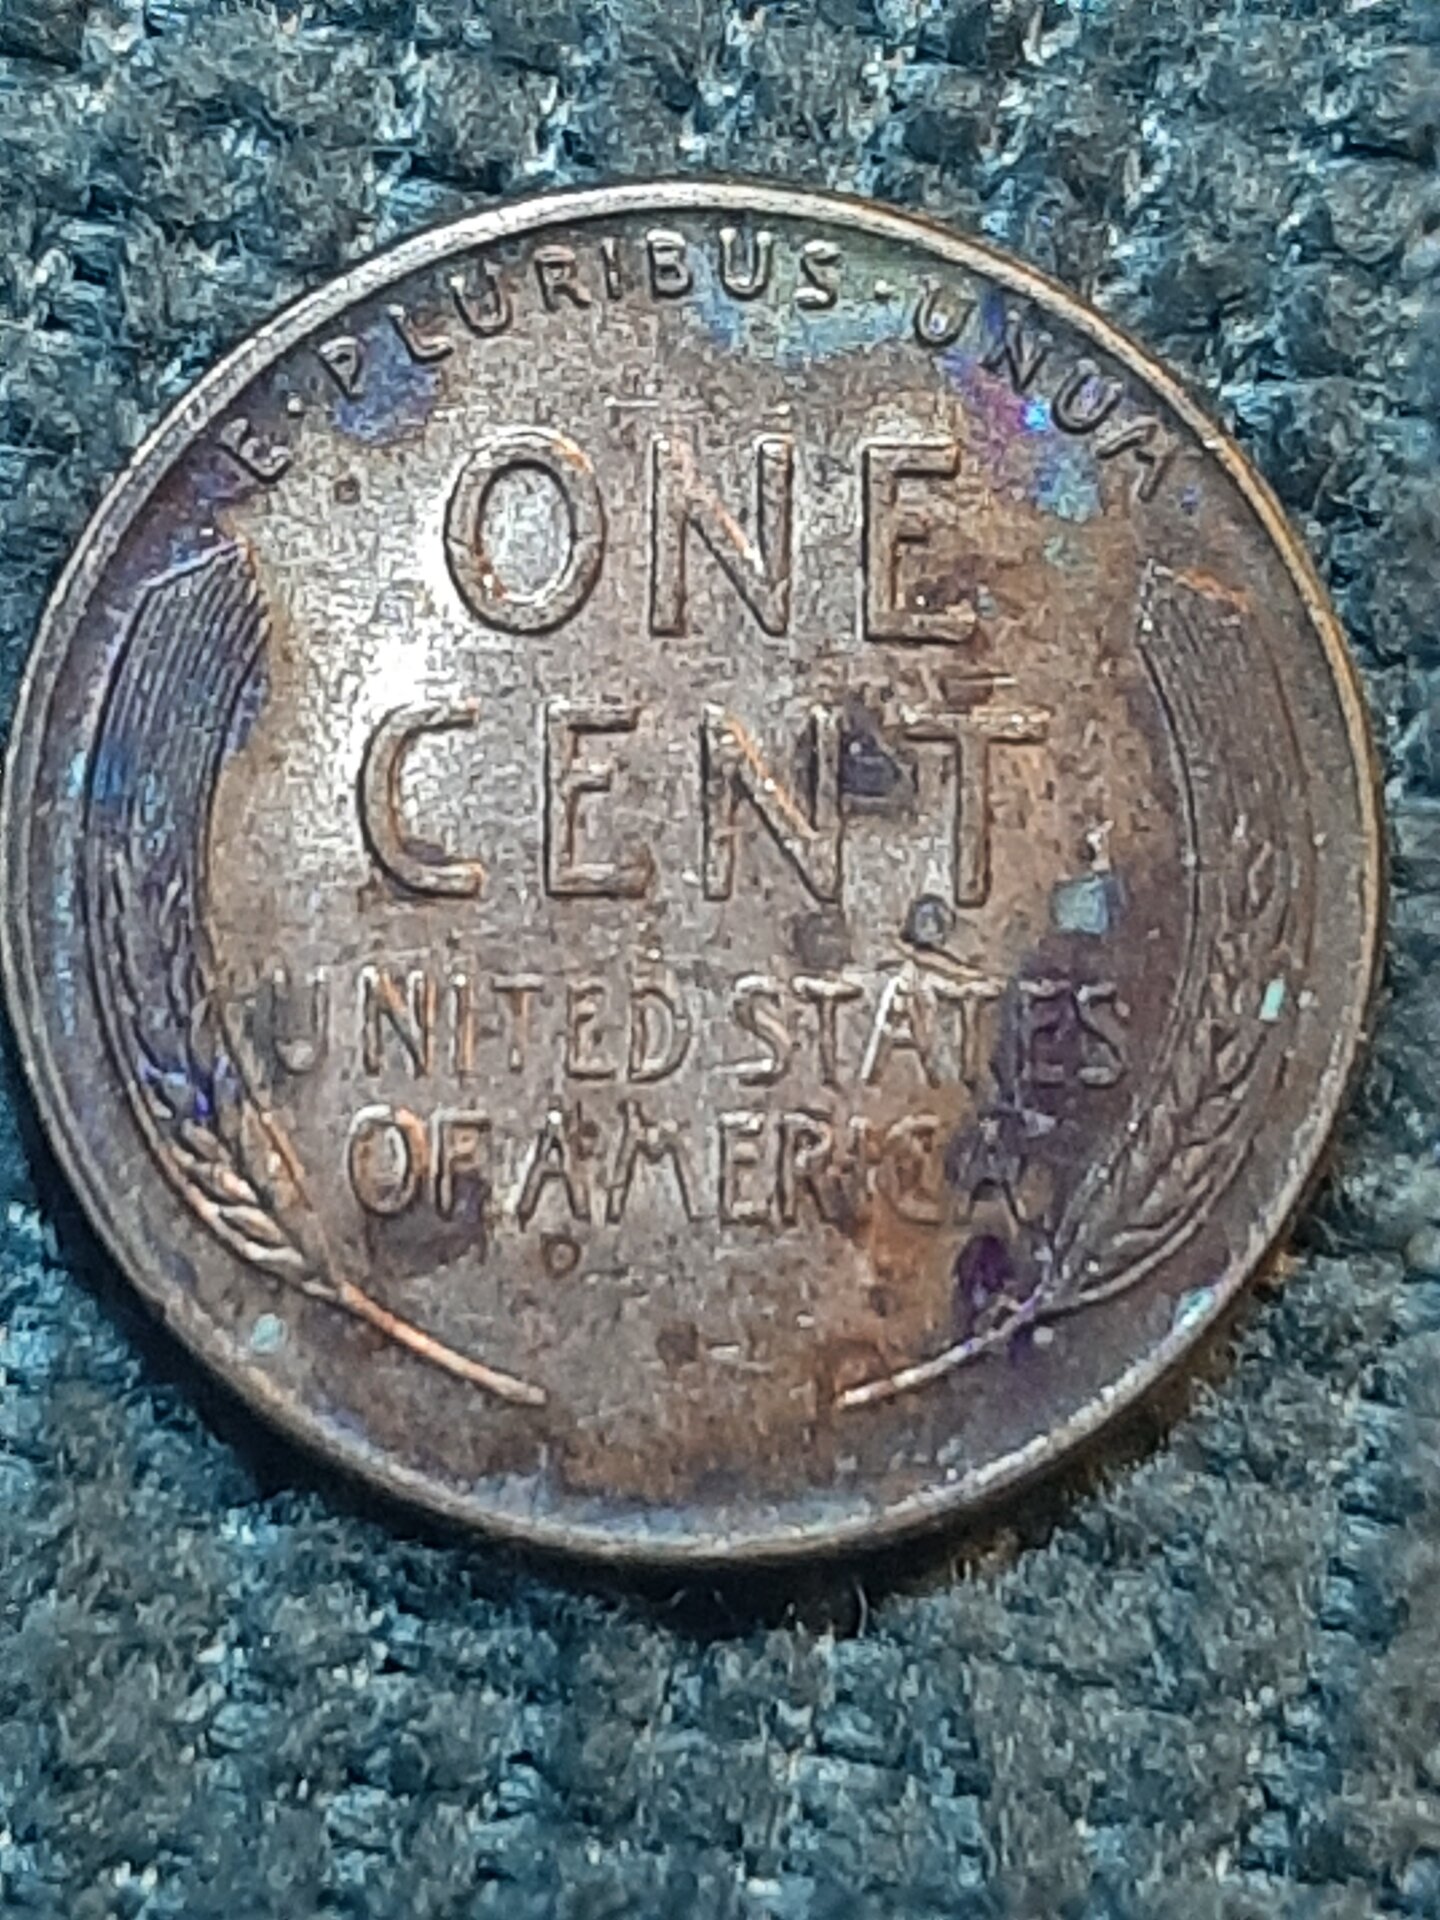 E·PLURIBUS·UNUM
ONE
CENT
UNITED STATES
OF AMERICA